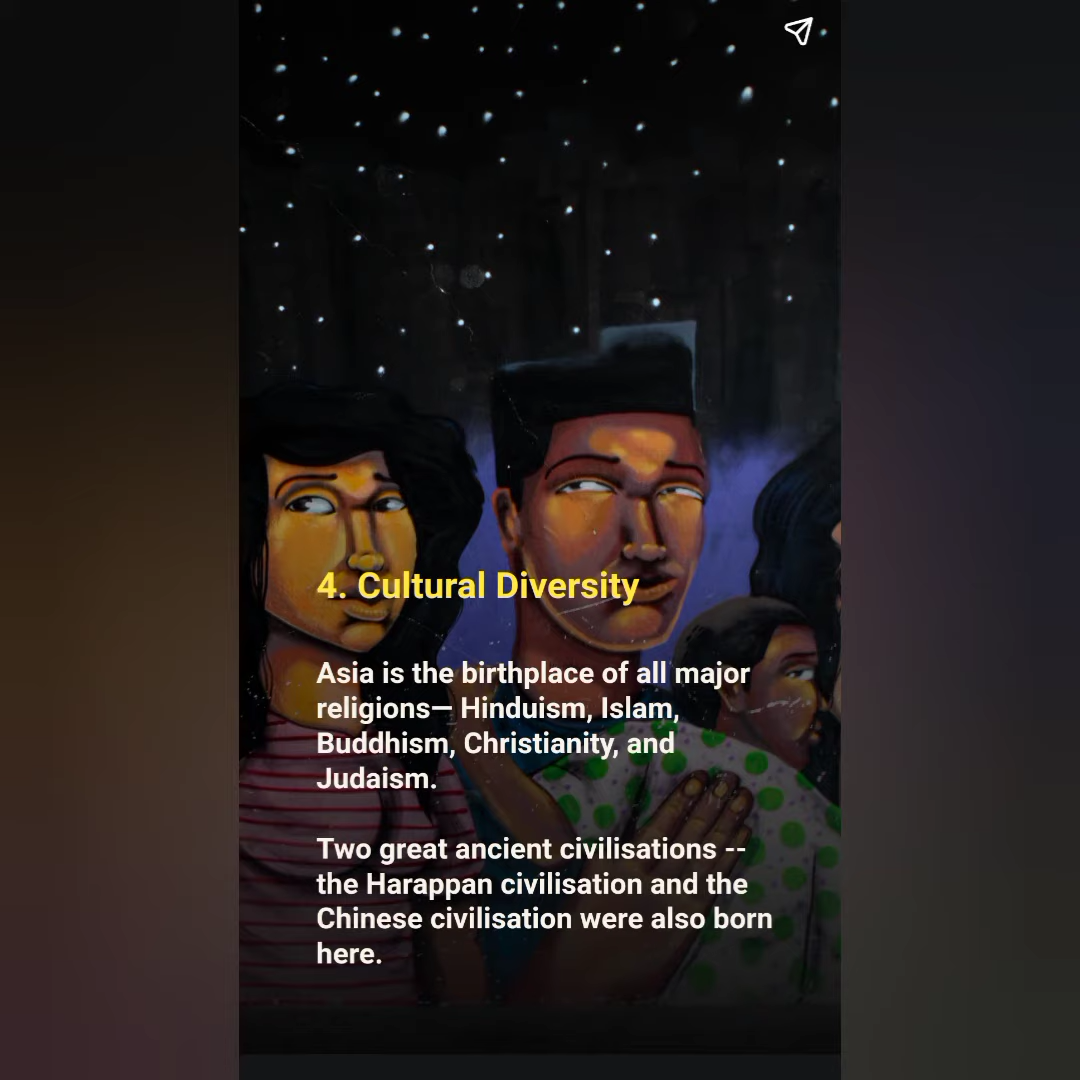 4. Cultural Diversity
Asia is the birthplace of all major
religions— Hinduism, Islam,
Buddhism, Christianity, and
Judaism.
Two great ancient civilisations --
the Harappan civilisation and the
Chinese civilisation were also born
here.